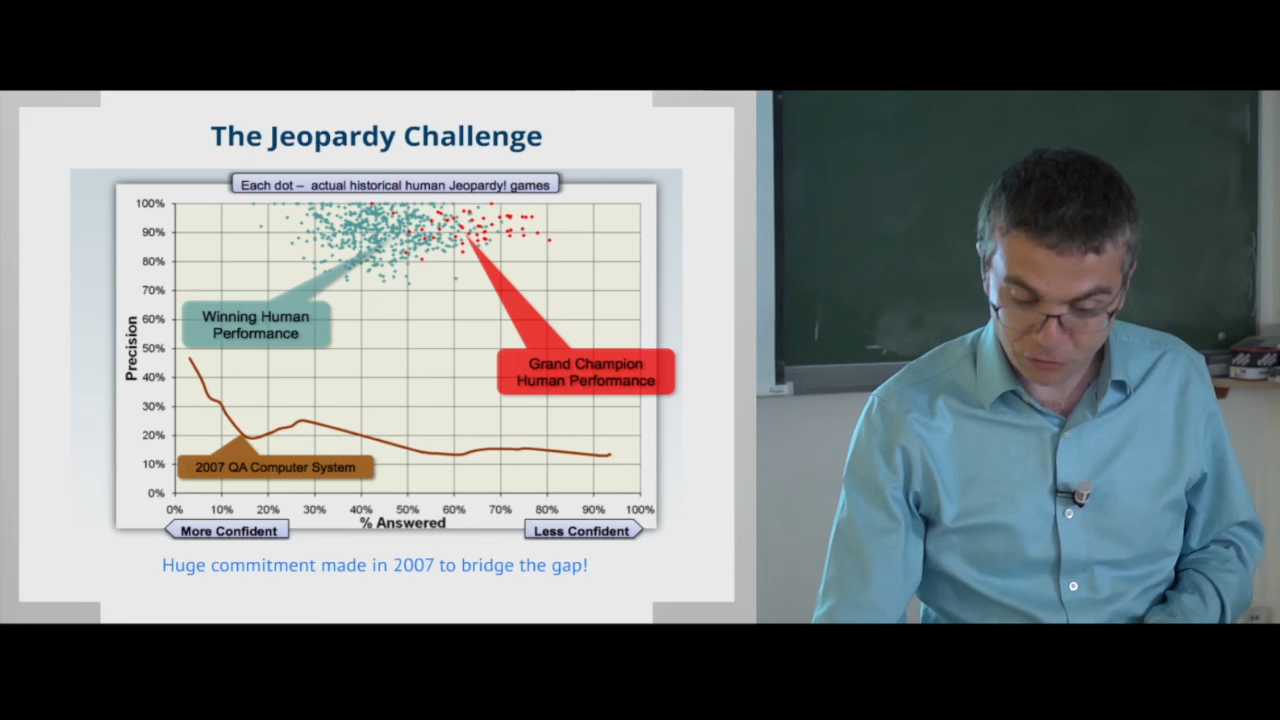 The Jeopardy Challenge
Each dot – actual historical human Jeopardy! games
100%
90%
80%
70%
60%
50%
40%
30%
20%
10%
0%
Precision
Winning Human
Performance
Grand Champion
Human Performance
2007 QA Computer System
0% 10% 20% 30% 40% 50% 60% 70% 80% 90% 100%
% Answered
More Confident
Less Confident
Huge commitment made in 2007 to bridge the gap!